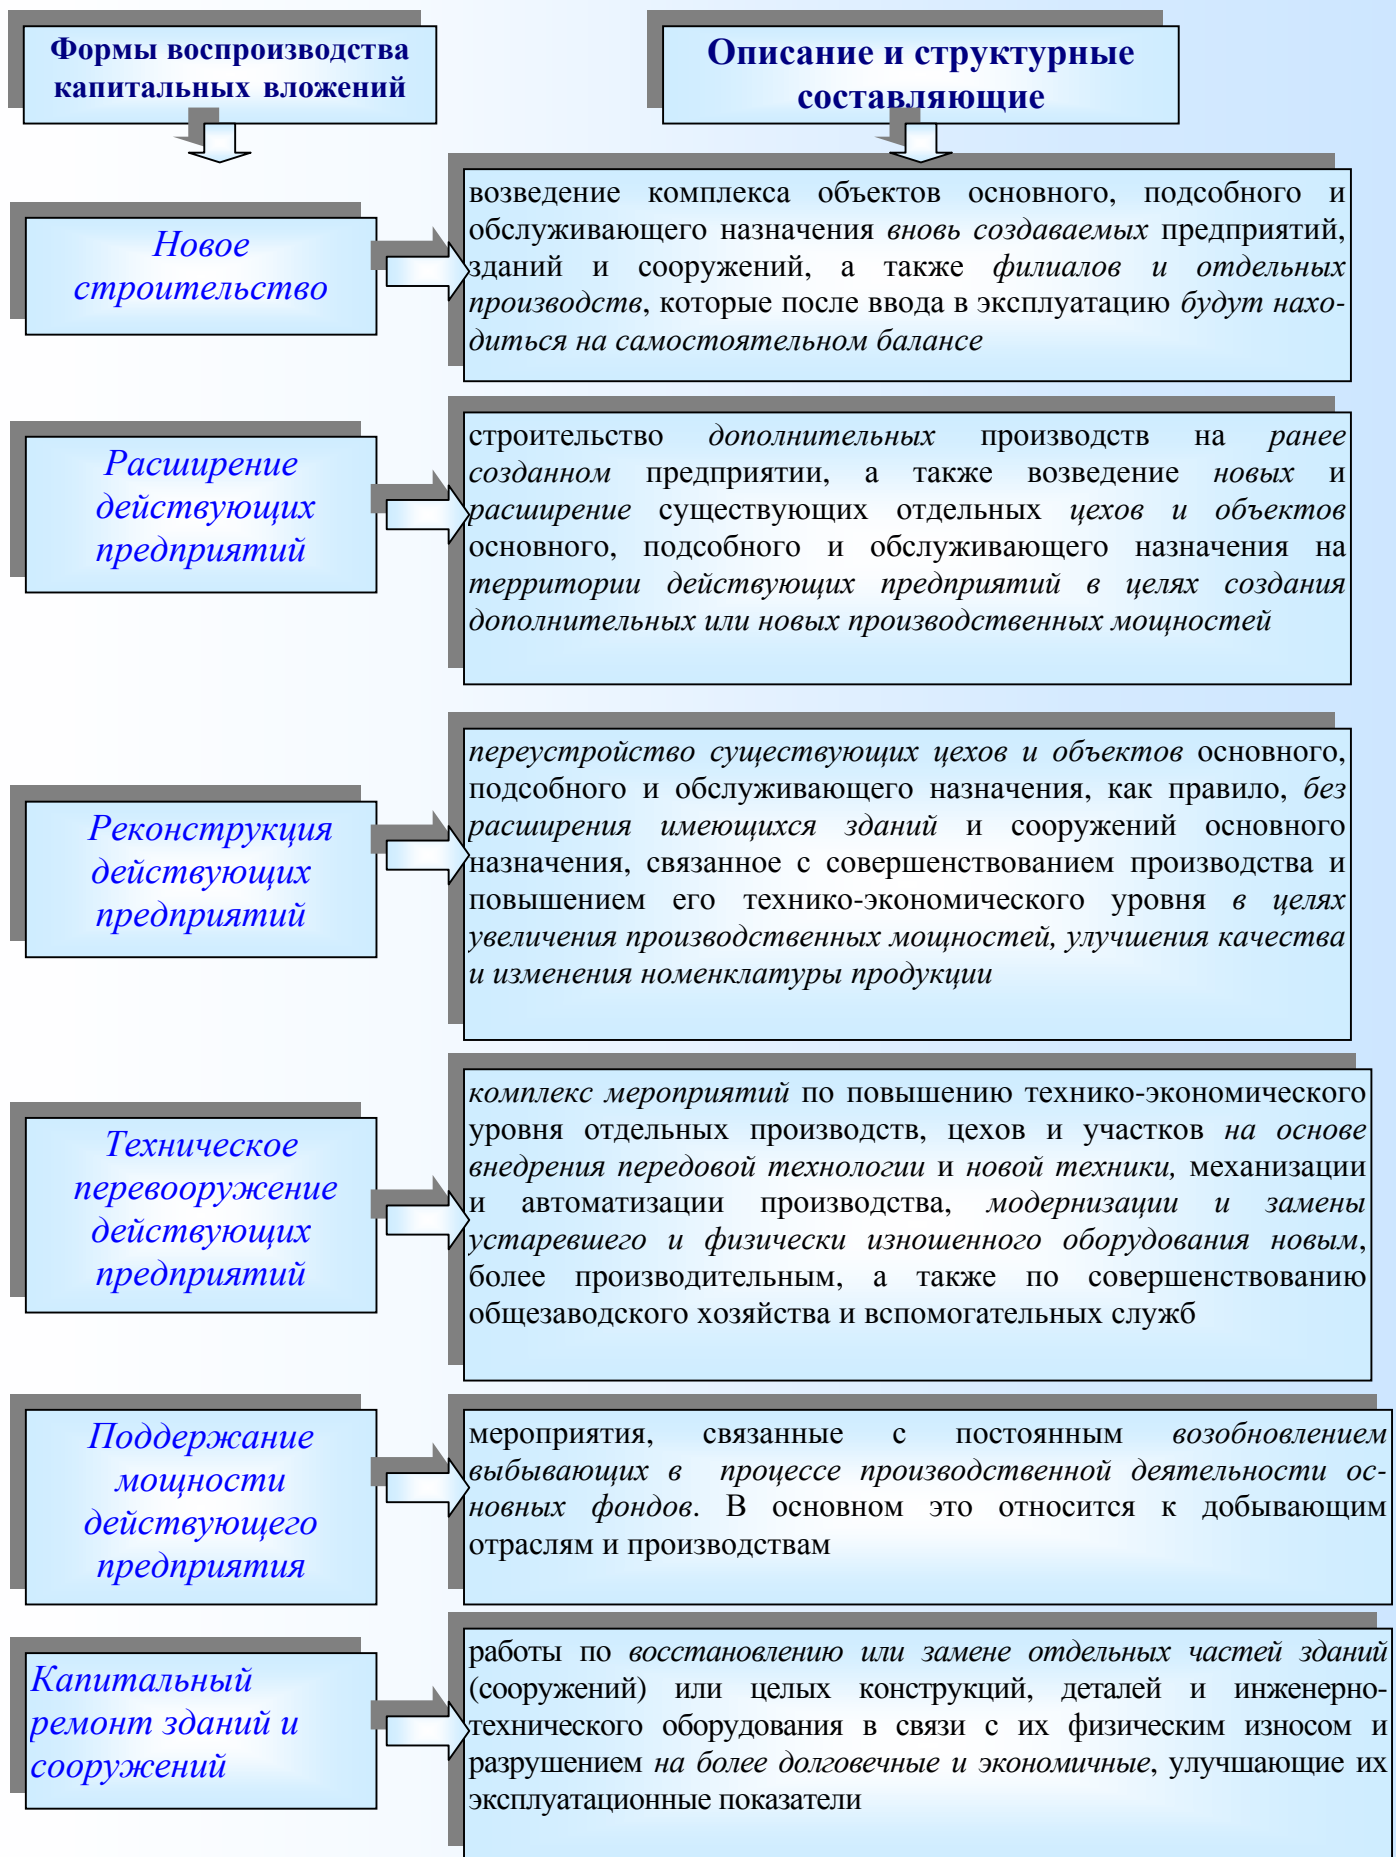 Формы воспроизводства
капитальных вложений
Описание и структурные
составляющие
Новое
строительство
возведение комплекса объектов основного, подсобного и
обслуживающего назначения вновь создаваемых предприятий,
зданий и сооружений, а также филиалов и отдельных
производств, которые после ввода в эксплуатацию будут нахо-
диться на самостоятельном балансе
Расширение
действующих
предприятий
строительство дополнительных производств на ранее
созданном предприятии, а также возведение новых и
расширение существующих отдельных цехов и объектов
основного, подсобного и обслуживающего назначения на
территории действующих предприятий в целях создания
дополнительных или новых производственных мощностей
Реконструкция
действующих
предприятий
переустройство существующих цехов и объектов основного,
подсобного и обслуживающего назначения, как правило, без
расширения имеющихся зданий и сооружений основного
назначения, связанное с совершенствованием производства и
повышением его технико-экономического уровня в целях
увеличения производственных мощностей, улучшения качества
и изменения номенклатуры продукции
Техническое
перевооружение
действующих
предприятий
комплекс мероприятий по повышению технико-экономического
уровня отдельных производств, цехов и участков на основе
внедрения передовой технологии и новой техники, механизации
и автоматизации производства, модернизации и замены
устаревшего и физически изношенного оборудования новым,
более производительным, а также по совершенствованию
общезаводского хозяйства и вспомогательных служб
Поддержание
мощности
действующего
предприятия
мероприятия, связанные с постоянным возобновлением
выбывающих в процессе производственной деятельности ос-
новных фондов. В основном это относится к добывающим
отраслям и производствам
Капитальный
ремонт зданий и
сооружений
работы по восстановлению или замене отдельных частей зданий
(сооружений) или целых конструкций, деталей и инженерно-
технического оборудования в связи с их физическим износом и
разрушением на более долговечные и экономичные, улучшающие их
эксплуатационные показатели